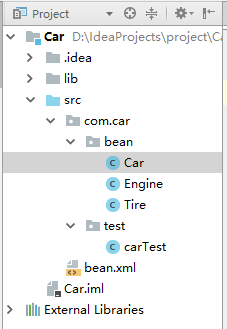 Project
Car D:\IdeaProjects\project\Ca
.idea
lib
src
com.car
bean
Car
Engine
Tire
test
carTest
bean.xml
Car.iml
External Libraries